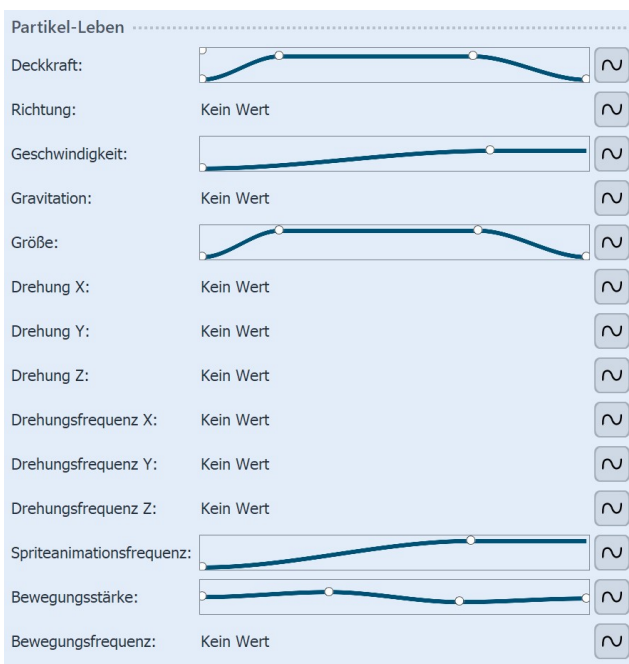 Partikel-Leben
Deckkraft:
Richtung: Kein Wert
Geschwindigkeit:
Gravitation: Kein Wert
Größe:
Drehung X: Kein Wert
Drehung Y: Kein Wert
Drehung Z: Kein Wert
Drehungsfrequenz X: Kein Wert
Drehungsfrequenz Y: Kein Wert
Drehungsfrequenz Z: Kein Wert
Spriteanimationsfrequenz:
Bewegungsstärke:
Bewegungsfrequenz: Kein Wert